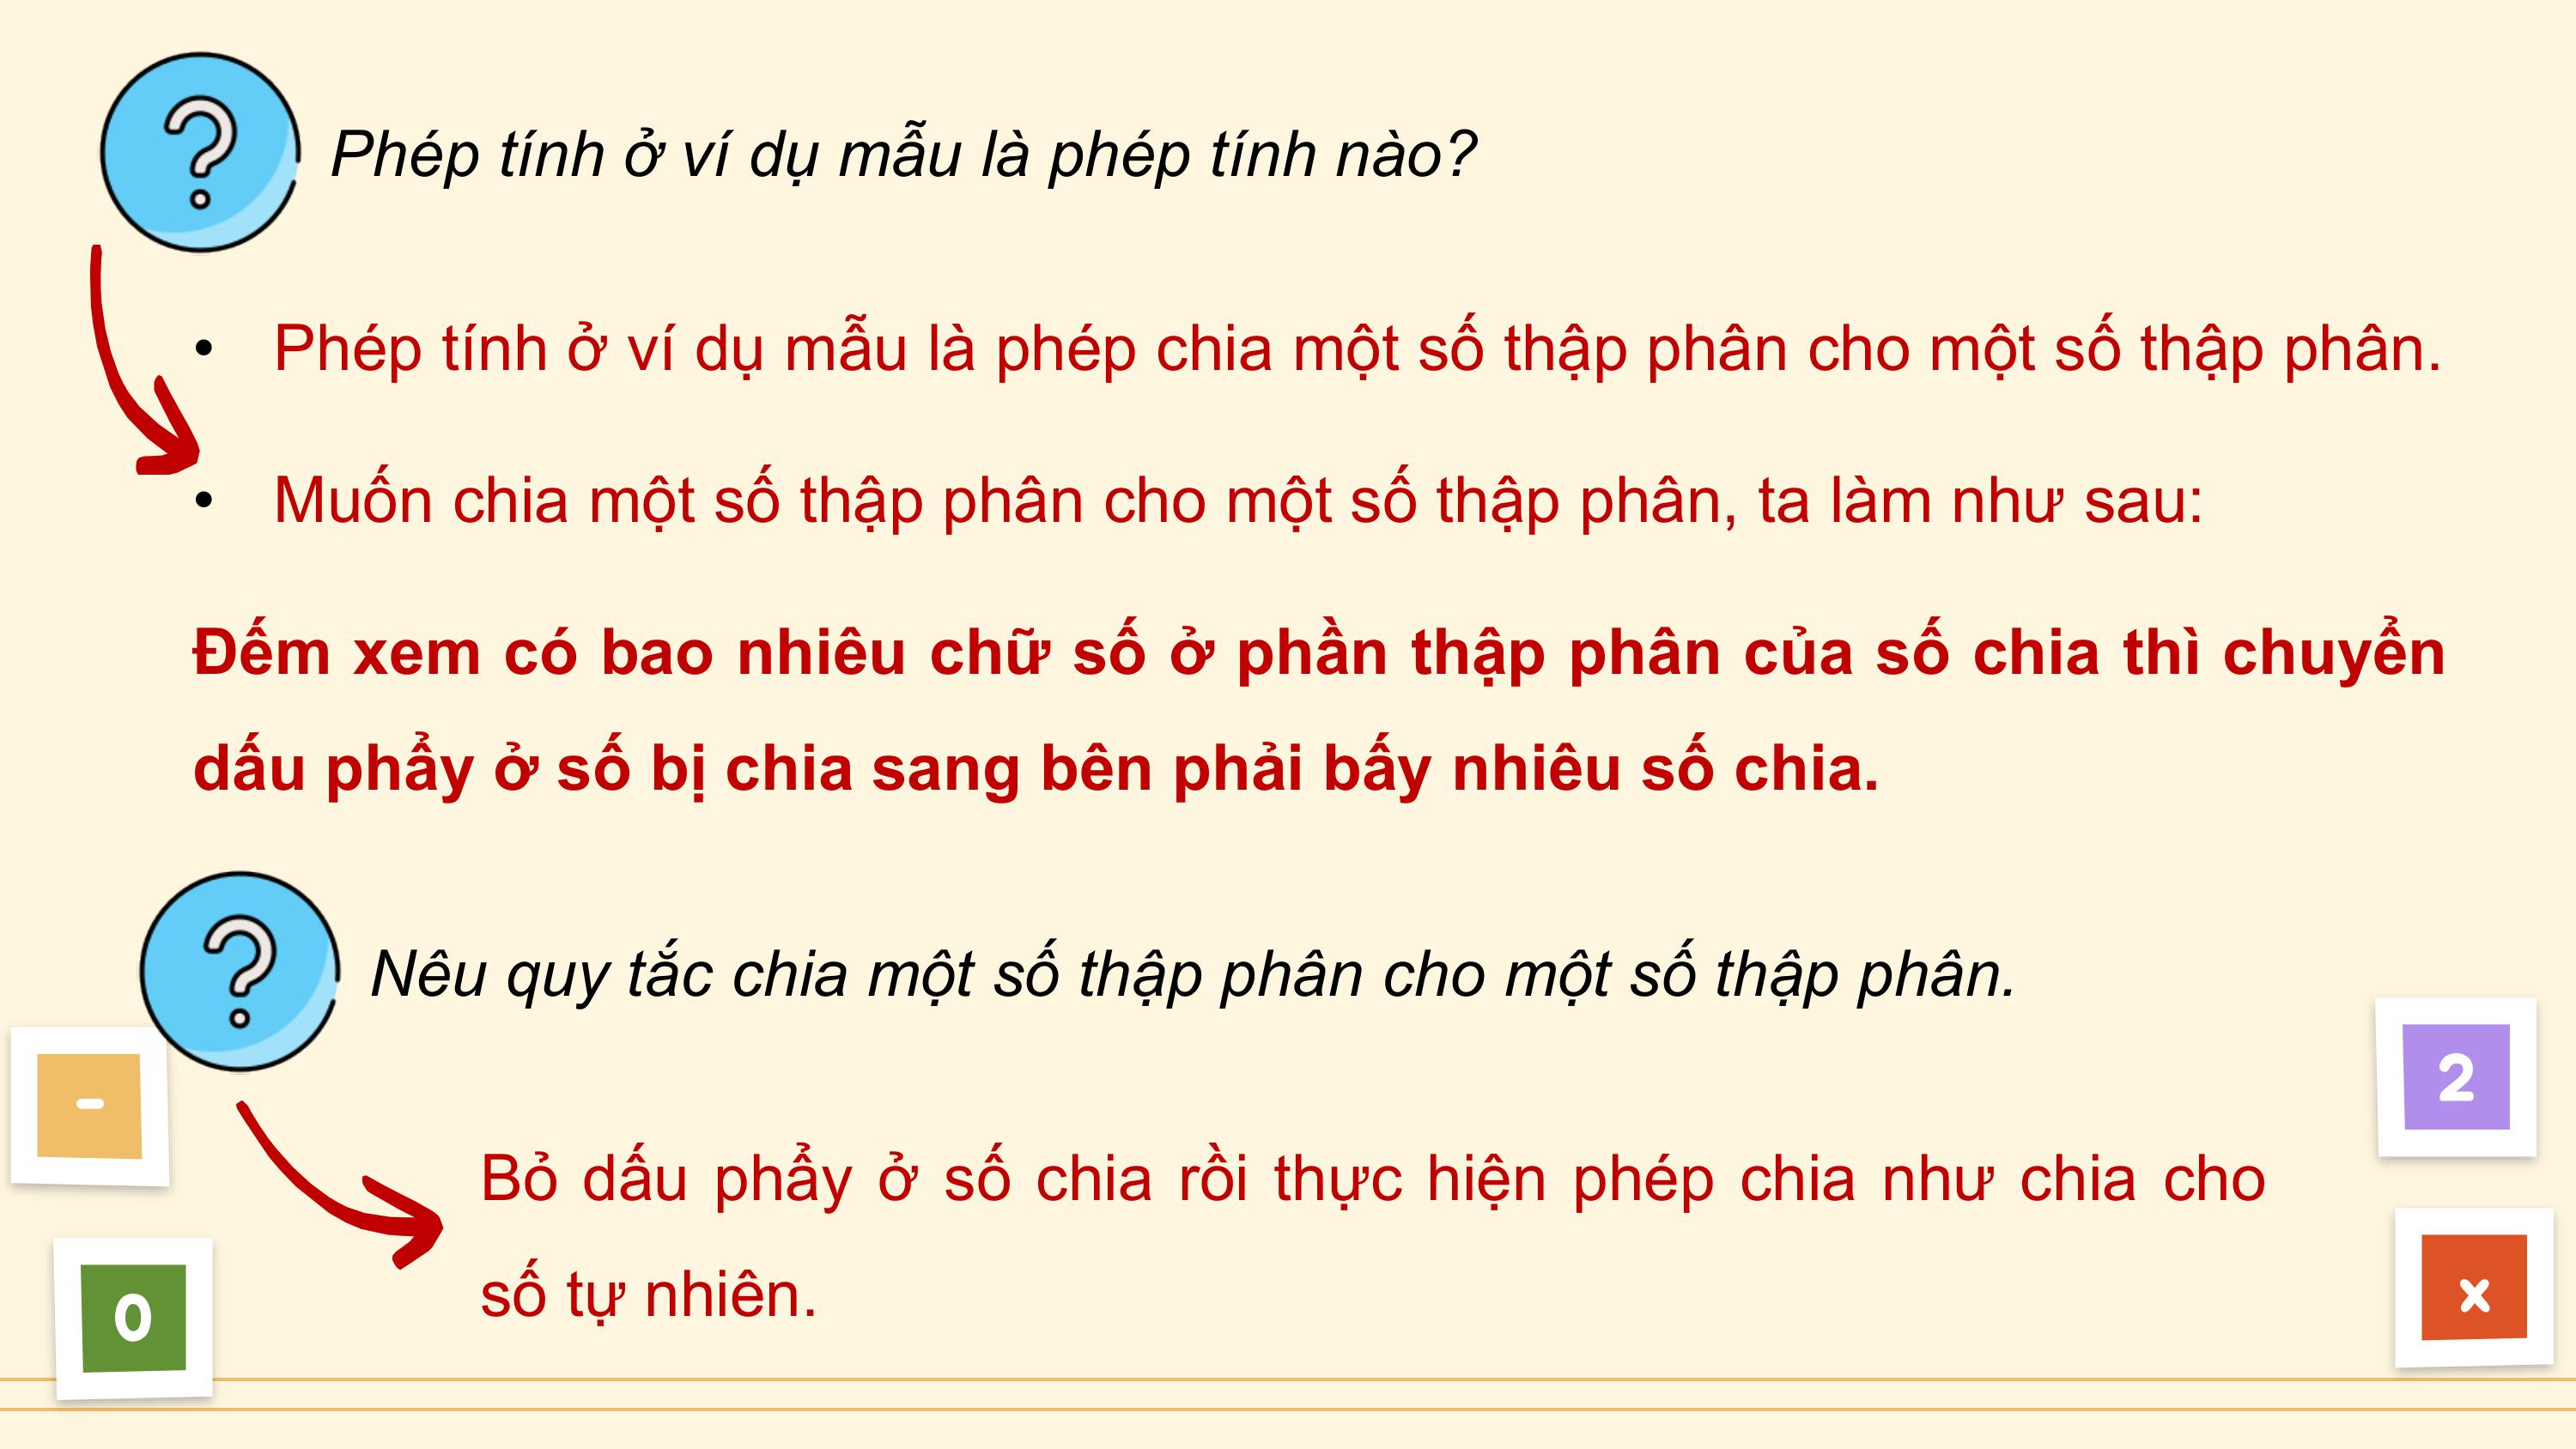 ?
Phép tính ở ví dụ mẫu là phép tính nào?
• Phép tính ở ví dụ mẫu là phép chia một số thập phân cho một số thập phân.
• Muốn chia một số thập phân cho một số thập phân, ta làm như sau:
Đếm xem có bao nhiêu chữ số ở phần thập phân của số chia thì chuyển
dấu phẩy ở số bị chia sang bên phải bấy nhiêu số chia.
?
Nêu quy tắc chia một số thập phân cho một số thập phân.
-
2
Bỏ dấu phẩy ở số chia rồi thực hiện phép chia như chia cho
số tự nhiên.
0
x